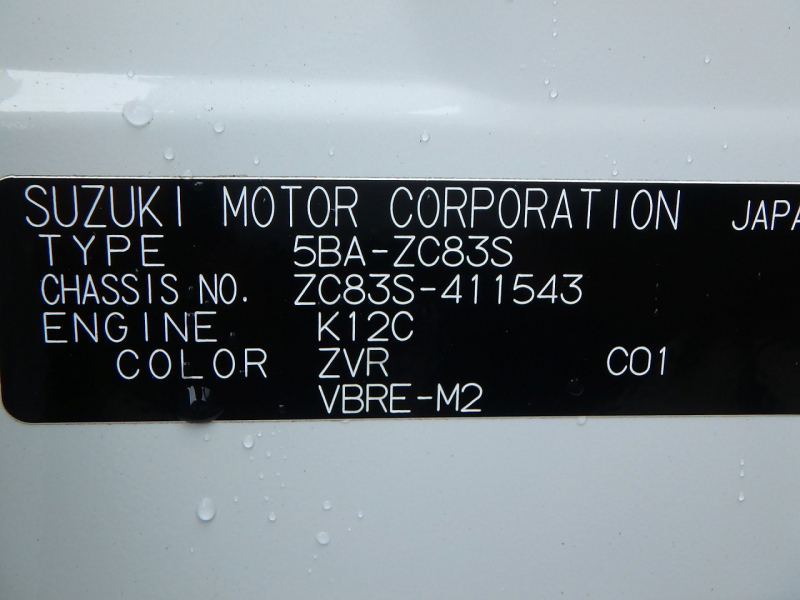 SUZUKI MOTOR CORPORATION JAPA
TYPE 5BA-ZC83S
CHASSIS NO. ZC83S-411543
ENGINE K12C
COLOR ZVR C01
VBRE-M2